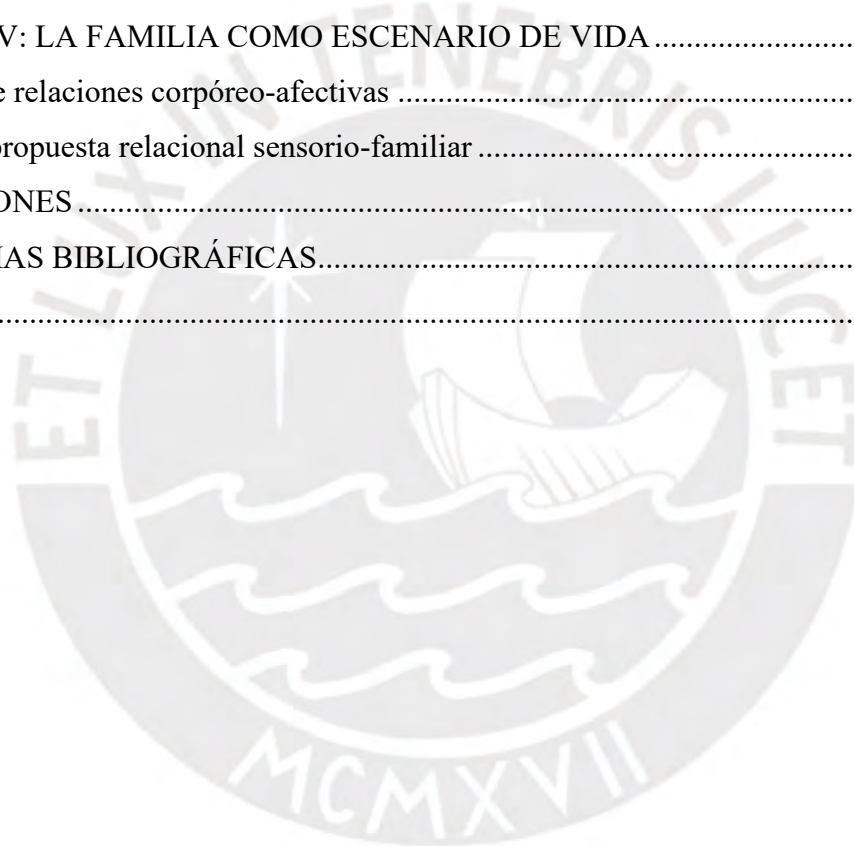 V: LA FAMILIA COMO ESCENARIO DE VIDA ........................
e relaciones corpóreo-afectivas ..........................................................
propuesta relacional sensorio-familiar ................................................
ONES ...................................................................................................
IAS BIBLIOGRÁFICAS.....................................................................
..............................................................................................................
ET LUX IN TENEBRIS LUCET
MCMXVII